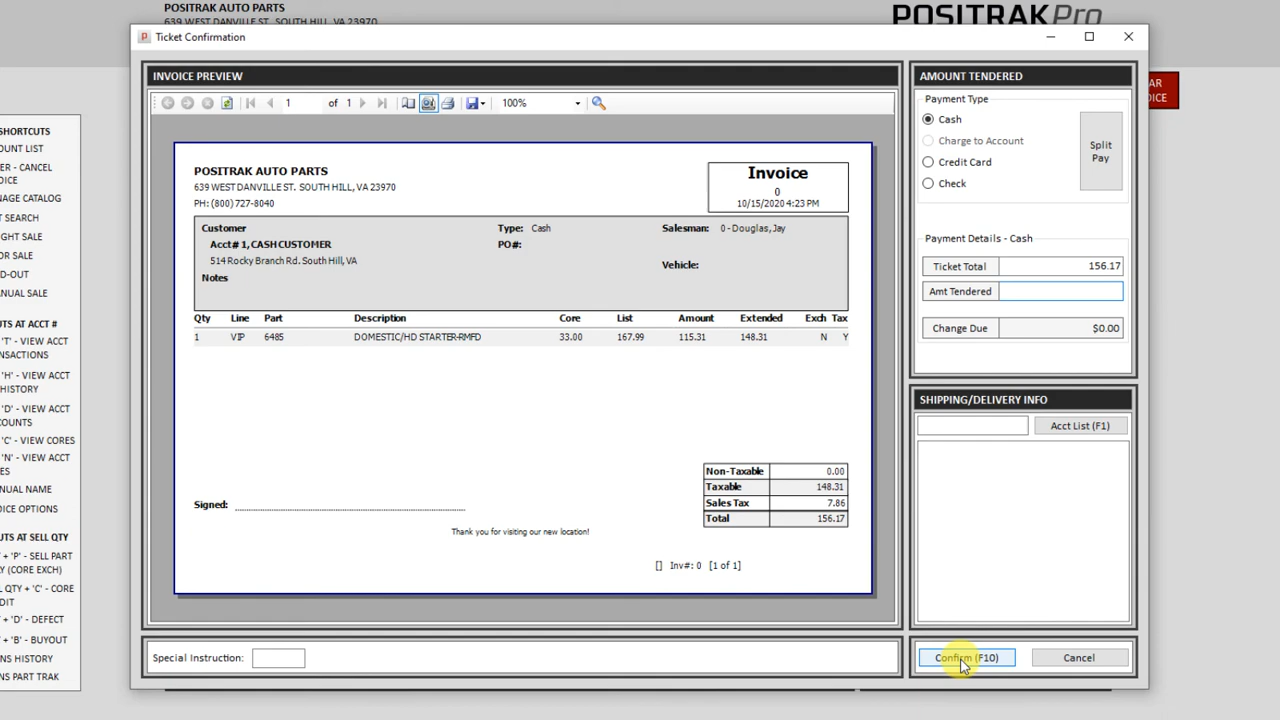 POSITRAK AUTO PARTS
639 WEST DANVILLE ST. SOUTH HILL, VA 23970
POSITRAKPro
Ticket Confirmation
INVOICE PREVIEW
1 of 1 100%
POSITRAK AUTO PARTS
639 WEST DANVILLE ST. SOUTH HILL, VA 23970
PH: (800) 727-8040
Invoice
0
10/15/2020 4:23 PM
Customer Type: Cash Salesman: 0 - Douglas, Jay
Acct# 1, CASH CUSTOMER PO#:
514 Rocky Branch Rd. South Hill, VA Vehicle:
Notes
Qty Line Part Description Core List Amount Extended Exch Tax
1 VIP 6485 DOMESTIC/HD STARTER-RMFD 33.00 167.99 115.31 148.31 N Y
Non-Taxable 0.00
Taxable 148.31
Sales Tax 7.86
Total 156.17
Signed:
Thank you for visiting our new location!
[] Inv#: 0 [1 of 1]
Special Instruction:
AMOUNT TENDERED
Payment Type
Cash
Charge to Account
Credit Card
Check
Split
Pay
Payment Details - Cash
Ticket Total 156.17
Amt Tendered
Change Due $0.00
SHIPPING/DELIVERY INFO
Acct List (F1)
Confirm (F10) Cancel
AR
ICE
SHORTCUTS
OUNT LIST
ER - CANCEL
ICE
NAGE CATALOG
T SEARCH
GHT SALE
OR SALE
D-OUT
ANUAL SALE
UTS AT ACCT #
'T' - VIEW ACCT
NSACTIONS
'H' - VIEW ACCT
HISTORY
'D' - VIEW ACCT
OUNTS
'C' - VIEW CORES
'N' - VIEW ACCT
ES
NUAL NAME
ICE OPTIONS
UTS AT SELL QTY
+ 'P' - SELL PART
(CORE EXCH)
QTY + 'C' - CORE
DIT
+ 'D' - DEFECT
+ 'B' - BUYOUT
NS HISTORY
NS PART TRAK